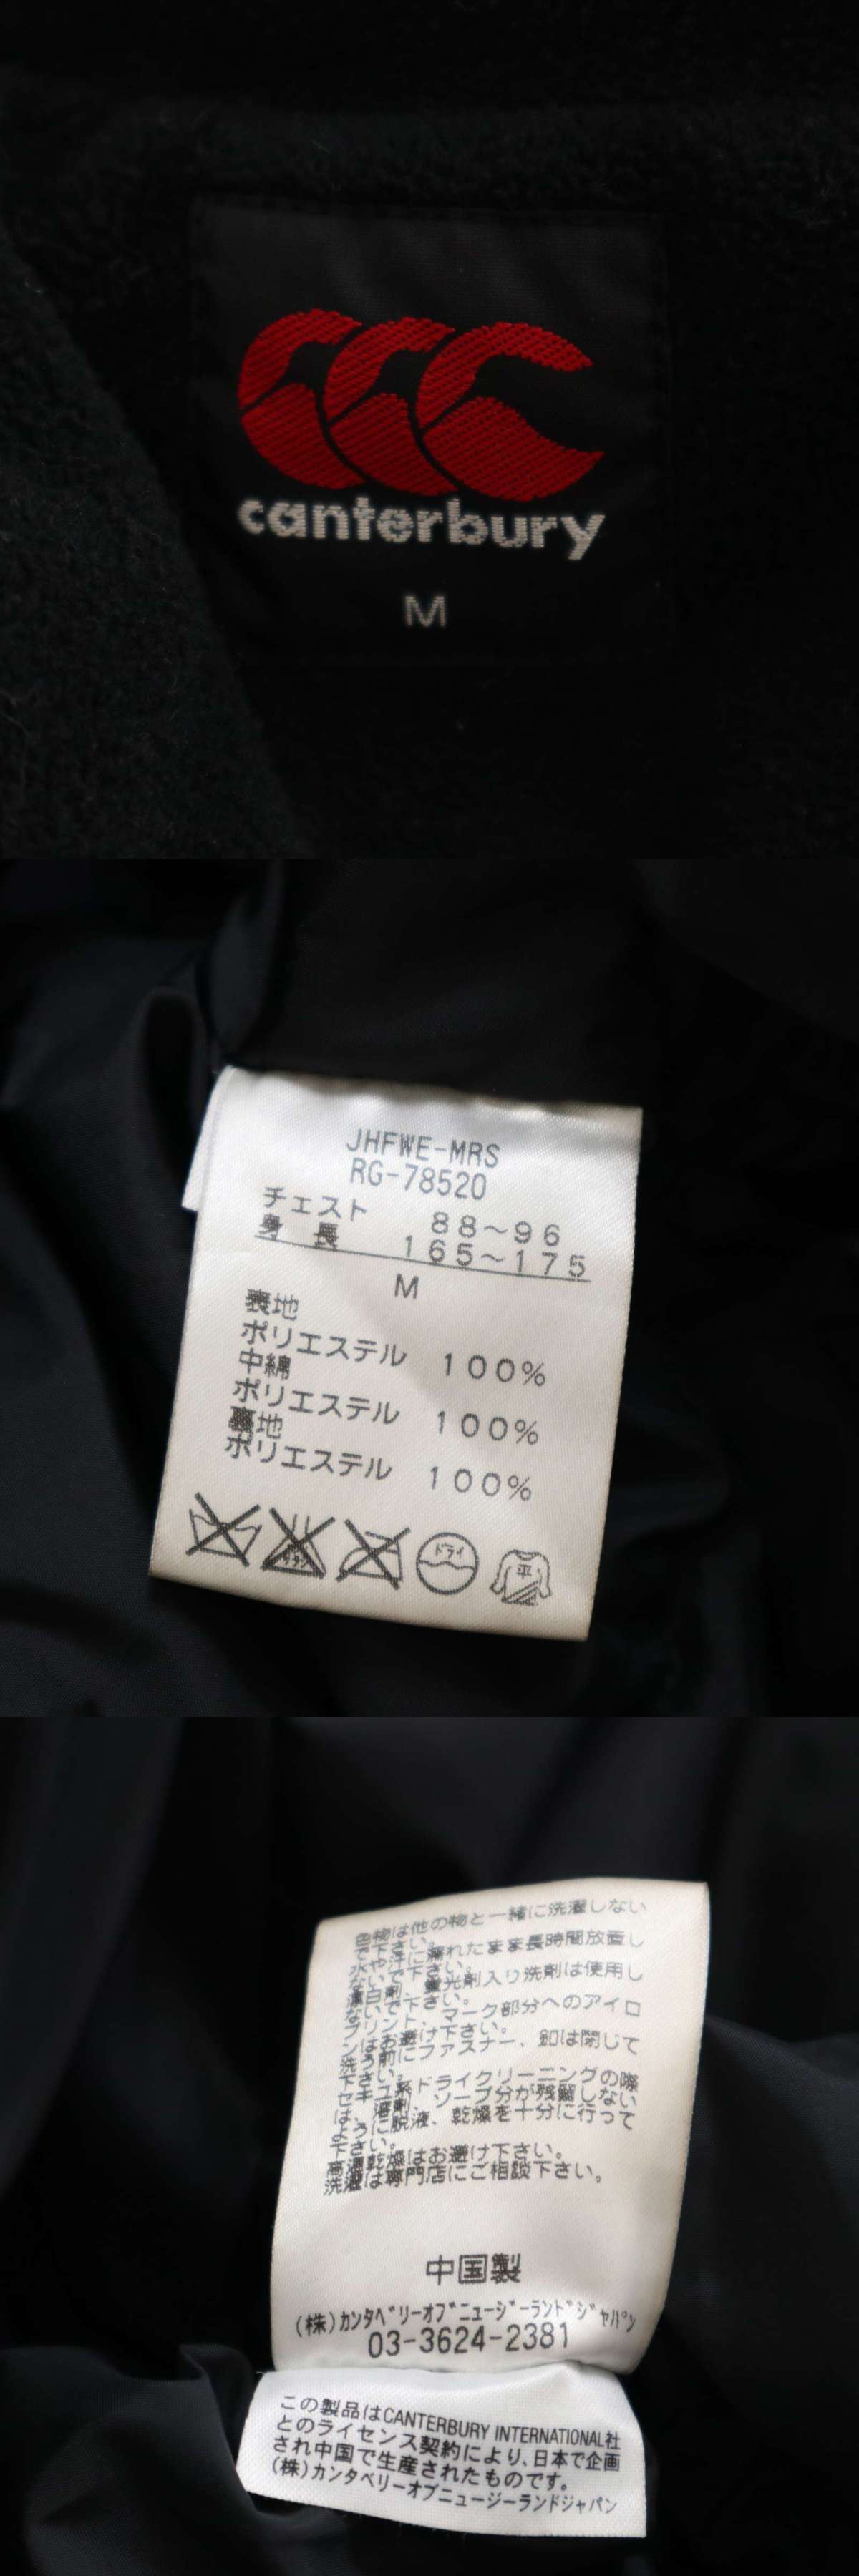 canterbury
M
JHFWE-MRS
RG-78520
チェスト 88～96
身長 165～175
M
表地
ポリエステル 100%
中綿
ポリエステル 100%
裏地
ポリエステル 100%
ドライ
平
色物は他の物と一緒に洗濯しない
で下さい。
水や汗に濡れたまま長時間放置し
ないで下さい。
漂白剤、蛍光剤入り洗剤は使用し
ないで下さい。
プリント、マーク部分へのアイロ
ンはお避け下さい。
洗う前にファスナー、釦は閉じて
下さい。
セキユ系ドライクリーニングの際
は、溶剤、ソープ分が残留しない
ように脱液、乾燥を十分に行って
下さい。
はお避け下さい。
洗濯は専門店にご相談下さい。
中国製
(株)ｶﾝﾀﾍﾞﾘｰｵﾌﾞﾆｭｰｼﾞｰﾗﾝﾄﾞｼﾞｬﾊﾟﾝ
03-3624-2381
この製品はCANTERBURY INTERNATIONAL社
とのライセンス契約により、日本で企画
され中国で生産されたものです。
(株)カンタベリーオブニュージーランドジャパン